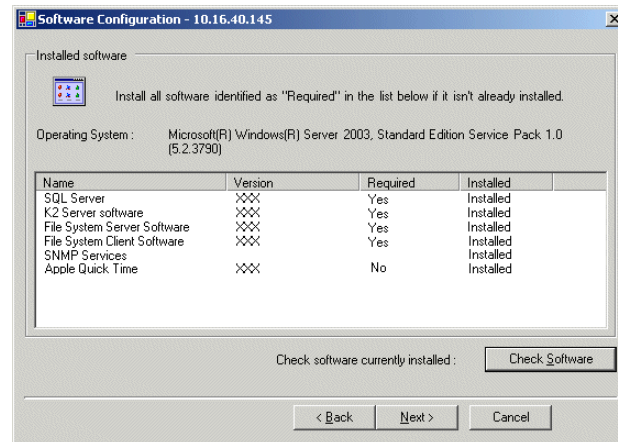 Software Configuration - 10.16.40.145
Installed software
Install all software identified as "Required" in the list below if it isn't already installed.
Operating System : Microsoft(R) Windows(R) Server 2003, Standard Edition Service Pack 1.0
(5.2.3790)
Name Version Required Installed
SQL Server XXX Yes Installed
K2 Server software XXX Yes Installed
File System Server Software XXX Yes Installed
File System Client Software XXX Yes Installed
SNMP Services Installed
Apple Quick Time XXX No Installed
Check software currently installed : Check Software
< Back Next > Cancel